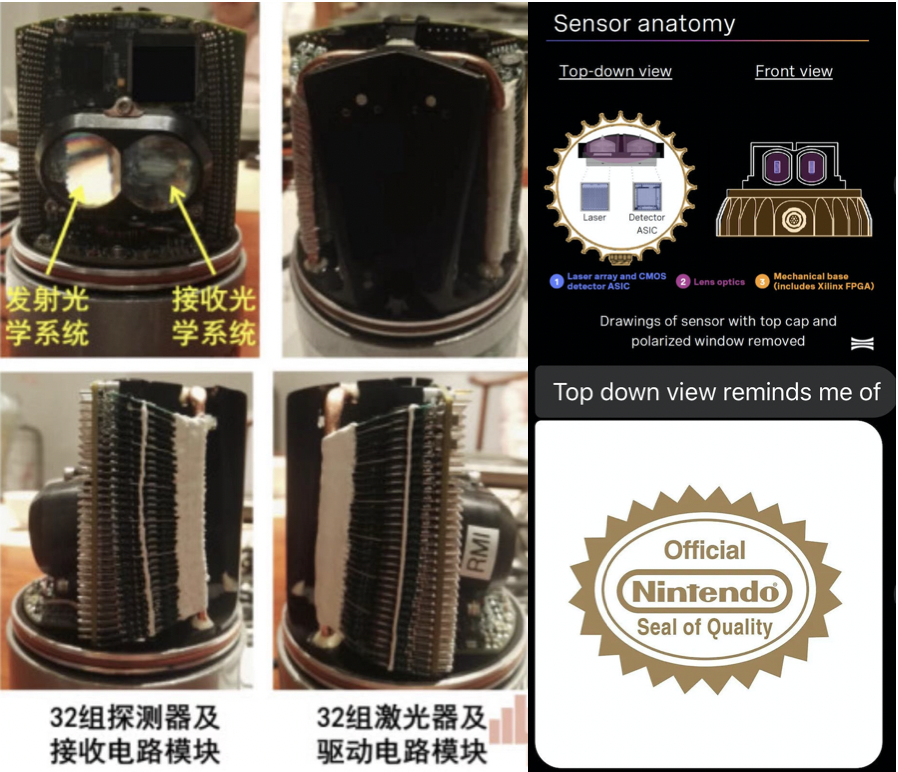 发射光
学系统
接收光
学系统
RMI
32组探测器及
接收电路模块
32组激光器及
驱动电路模块
Sensor anatomy
Top-down view
Front view
Laser
Detector
ASIC
1 Laser array and CMOS
detector ASIC
2 Lens optics
3 Mechanical base
(includes Xilinx FPGA)
Drawings of sensor with top cap and
polarized window removed
Top down view reminds me of
Official
Nintendo®
Seal of Quality